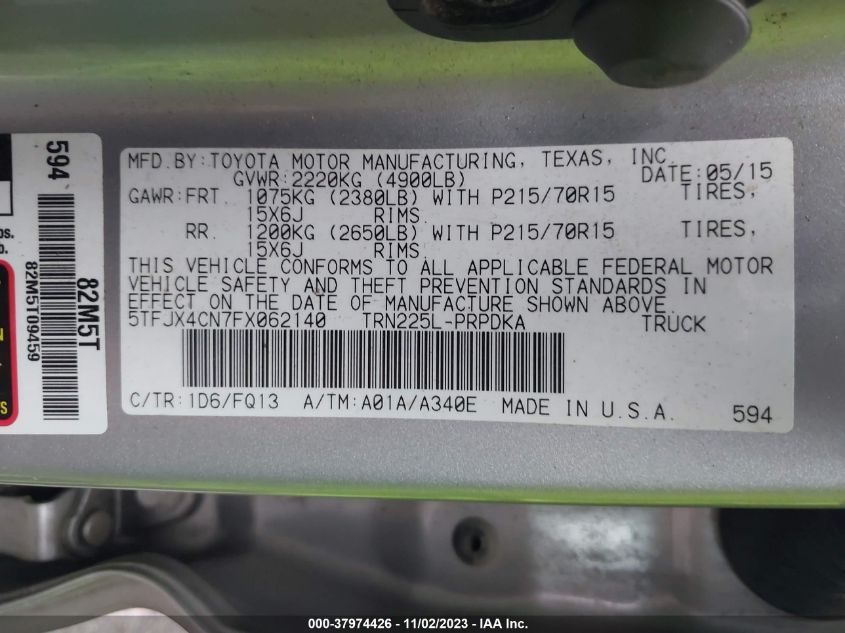 MFD.BY:TOYOTA MOTOR MANUFACTURING, TEXAS, INC.
GVWR:2220KG (4900LB) DATE:05/15
GAWR:FRT 1075KG (2380LB) WITH P215/70R15 TIRES,
15X6J RIMS,
RR 1200KG (2650LB) WITH P215/70R15 TIRES,
15X6J RIMS.
THIS VEHICLE CONFORMS TO ALL APPLICABLE FEDERAL MOTOR
VEHICLE SAFETY AND THEFT PREVENTION STANDARDS IN
EFFECT ON THE DATE OF MANUFACTURE SHOWN ABOVE.
5TFJX4CN7FX062140 TRN225L-PRPDKA TRUCK
C/TR:1D6/FQ13 A/TM:A01A/A340E MADE IN U.S.A. 594
594
82M5T
82M5T09459
bs.
b.
TS
000-37974426 - 11/02/2023 - IAA Inc.